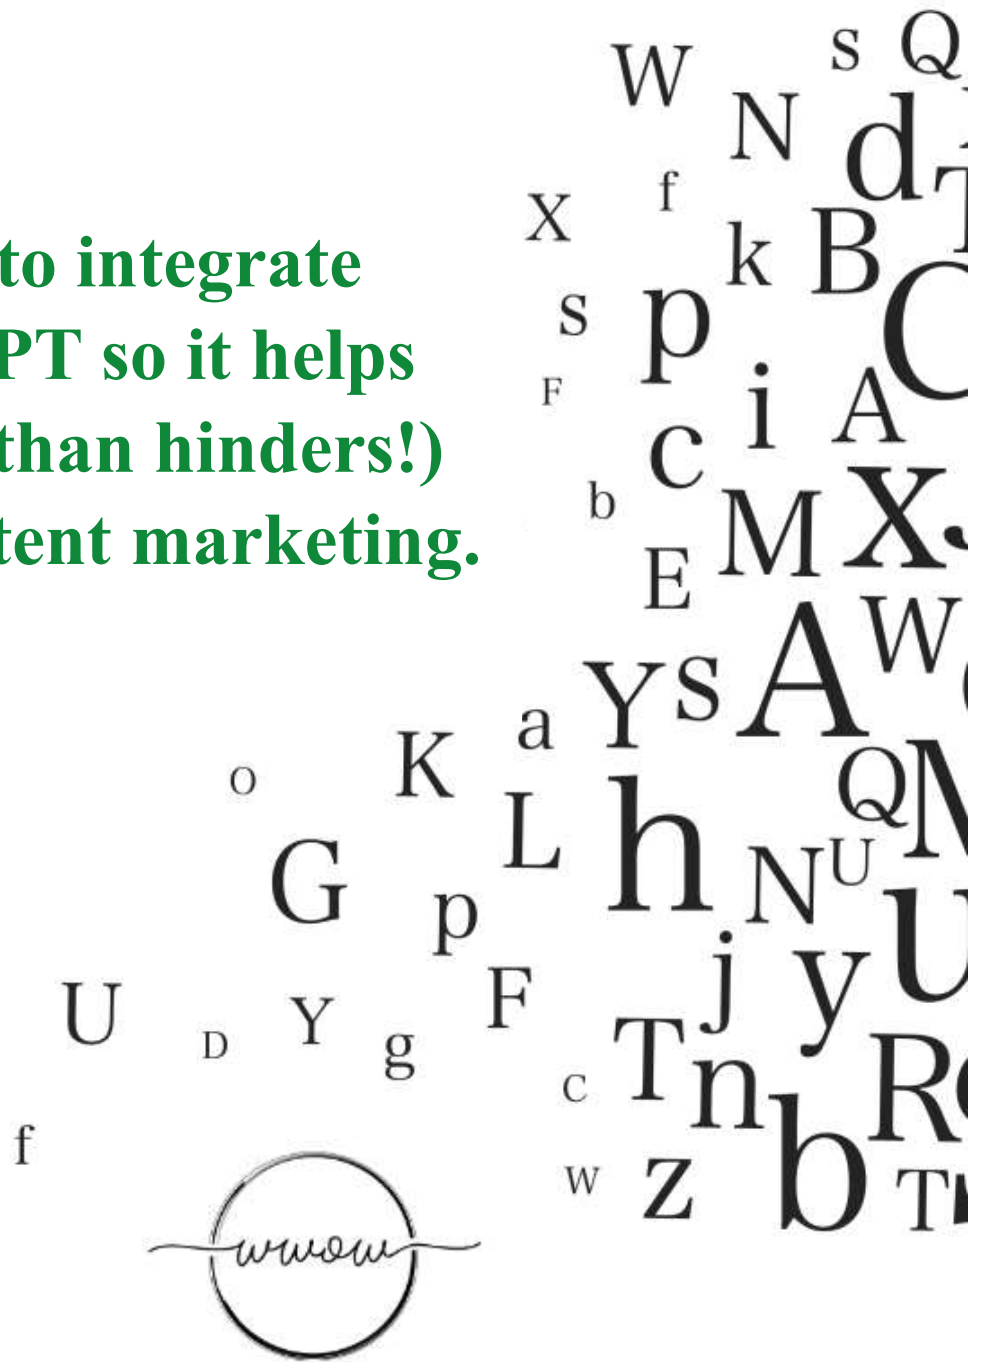 to integrate
PT so it helps
than hinders!)
tent marketing.
W
s Q
N
d
f
X
T
B
k
s
p
C
i
F
A
c
b
M
X
J
E
W
A
Y s
a
K
o
Q
M
L
h
G
N U
p
U
j
y
F
U
Y
D
g
T
R
n
c
b
f
w
z
T
wwow